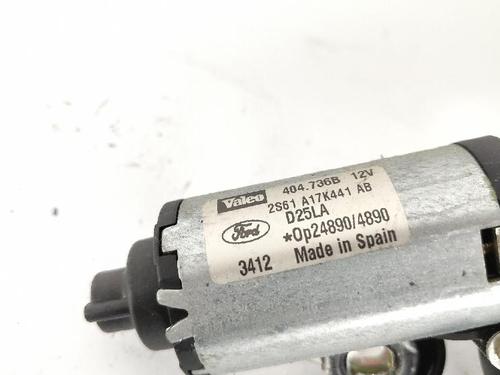 Valeo 404.736B 12V
2S61 A17K441 AB
Ford D25LA
*Op24890/4890
3412 Made in Spain